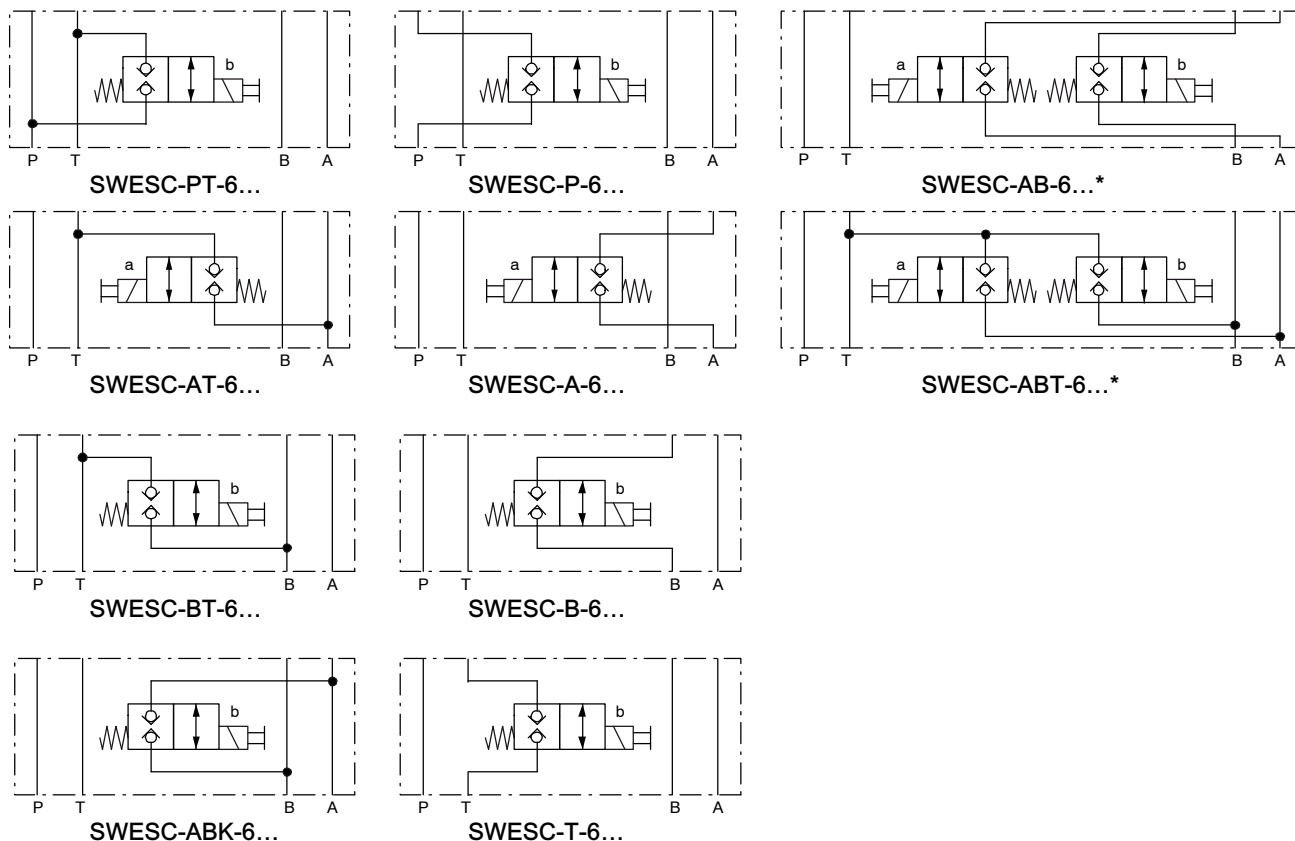 b
P T B A
SWESC-PT-6...
b
P T B A
SWESC-P-6...
a b
P T B A
SWESC-AB-6...*
a
P T B A
SWESC-AT-6...
a
P T B A
SWESC-A-6...
a b
P T B A
SWESC-ABT-6...*
b
P T B A
SWESC-BT-6...
b
P T B A
SWESC-B-6...
b
P T B A
SWESC-ABK-6...
b
P T B A
SWESC-T-6...